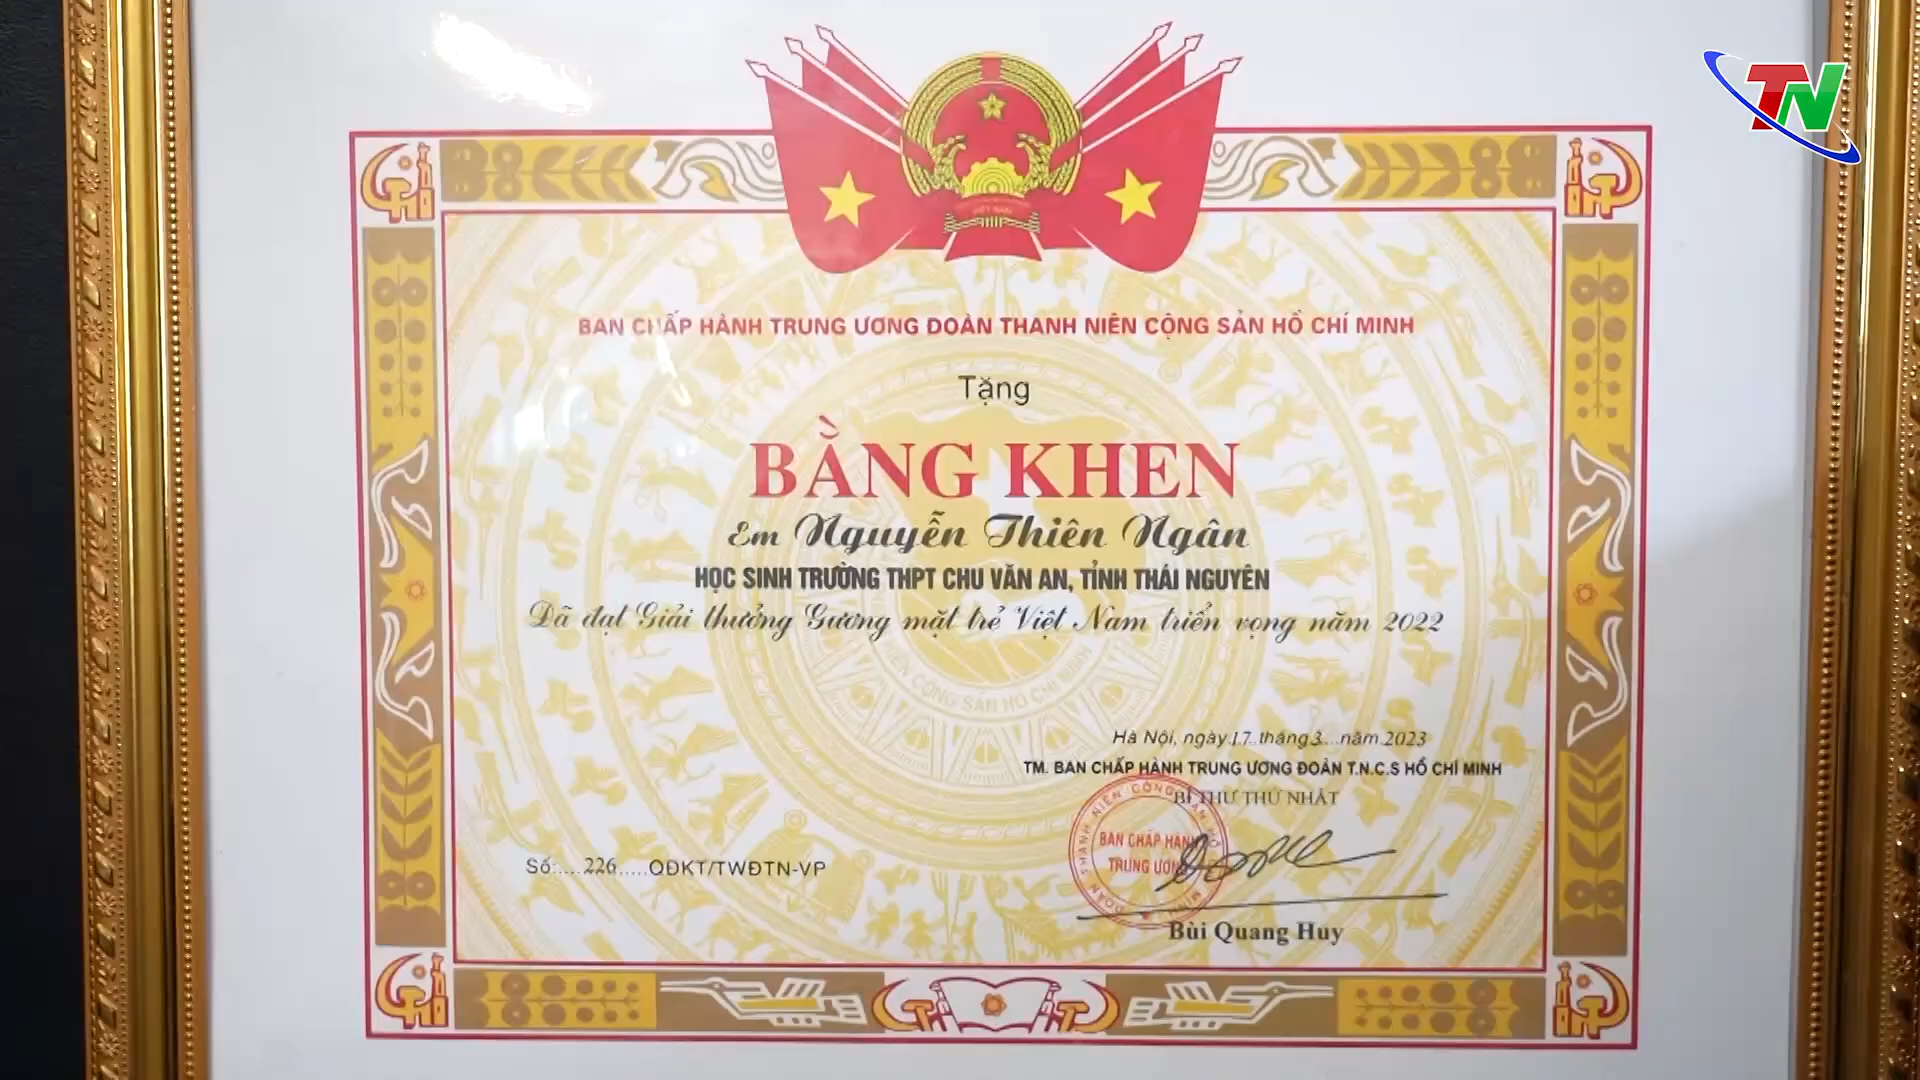 TN
BAN CHẤP HÀNH TRUNG ƯƠNG ĐOÀN THANH NIÊN CỘNG SẢN HỒ CHÍ MINH
Tặng
BẰNG KHEN
Em Nguyễn Thiên Ngân
HỌC SINH TRƯỜNG THPT CHU VĂN AN, TỈNH THÁI NGUYÊN
Đã đạt Giải thưởng Gương mặt trẻ Việt Nam triển vọng năm 2022
Hà Nội, ngày 17 tháng 3 năm 2023
TM. BAN CHẤP HÀNH TRUNG ƯƠNG ĐOÀN T.N.C.S HỒ CHÍ MINH
BÍ THƯ THỨ NHẤT
BAN CHẤP HÀNH
TRUNG ƯƠNG
Số:....226.....QĐKT/TWĐTN-VP
Bùi Quang Huy